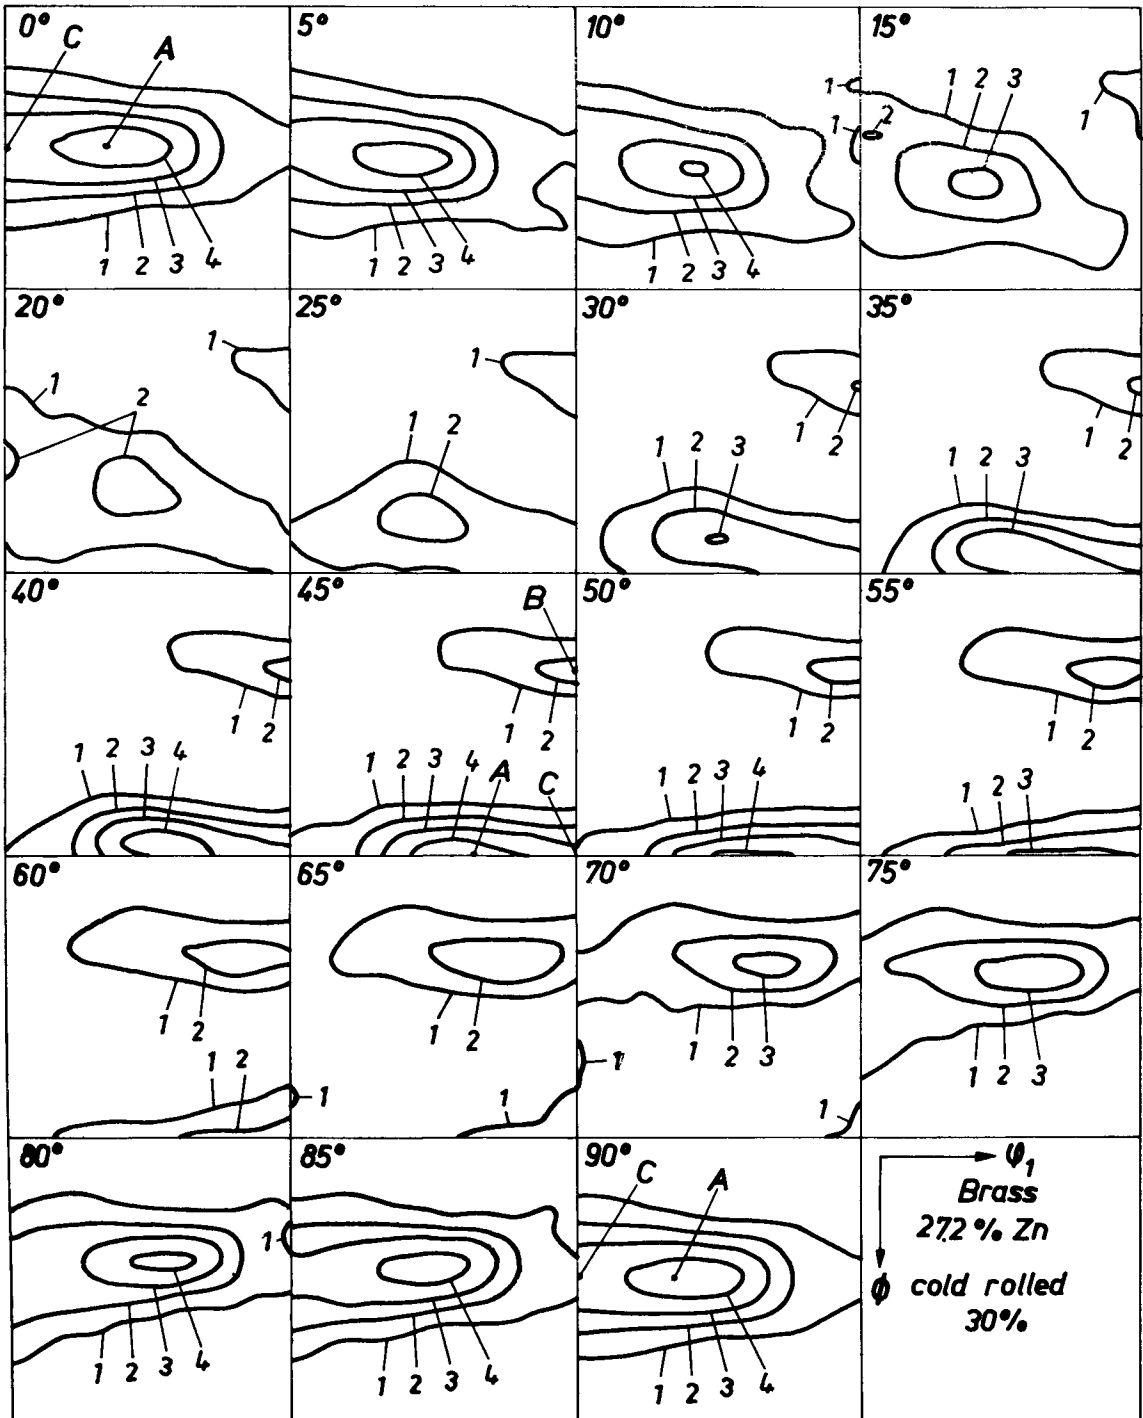 0° 5° 10° 15°
C A 1 1 2 3
1 2 1
1 2 3 4 1 2 3 4 1 2 3 4
20° 25° 30° 35°
1 1
1 2 1 2 1 2 1 2
1 2 3 1 2 3
40° 45° 50° 55°
B
1 2 1 2 1 2 1 2
1 2 3 4 1 2 3 4 A C 1 2 3 4 1 2 3
60° 65° 70° 75°
1 2 1 2 1 2 3 1 2 3
1 2 1 1 1 1
80° 85° 90°
C A
1
1 2 3 4 1 2 3 4 1 2 3 4
φ1
Brass
27.2 % Zn
ϕ cold rolled
30%